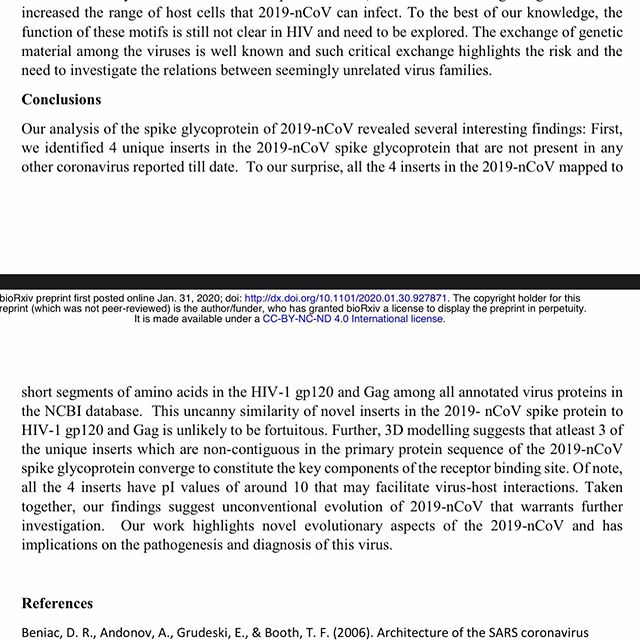 increased the range of host cells that 2019-nCoV can infect. To the best of our knowledge, the
function of these motifs is still not clear in HIV and need to be explored. The exchange of genetic
material among the viruses is well known and such critical exchange highlights the risk and the
need to investigate the relations between seemingly unrelated virus families.
Conclusions
Our analysis of the spike glycoprotein of 2019-nCoV revealed several interesting findings: First,
we identified 4 unique inserts in the 2019-nCoV spike glycoprotein that are not present in any
other coronavirus reported till date. To our surprise, all the 4 inserts in the 2019-nCoV mapped to
bioRxiv preprint first posted online Jan. 31, 2020; doi: http://dx.doi.org/10.1101/2020.01.30.927871. The copyright holder for this
reprint (which was not peer-reviewed) is the author/funder, who has granted bioRxiv a license to display the preprint in perpetuity.
It is made available under a CC-BY-NC-ND 4.0 International license.
short segments of amino acids in the HIV-1 gp120 and Gag among all annotated virus proteins in
the NCBI database. This uncanny similarity of novel inserts in the 2019- nCoV spike protein to
HIV-1 gp120 and Gag is unlikely to be fortuitous. Further, 3D modelling suggests that atleast 3 of
the unique inserts which are non-contiguous in the primary protein sequence of the 2019-nCoV
spike glycoprotein converge to constitute the key components of the receptor binding site. Of note,
all the 4 inserts have pI values of around 10 that may facilitate virus-host interactions. Taken
together, our findings suggest unconventional evolution of 2019-nCoV that warrants further
investigation. Our work highlights novel evolutionary aspects of the 2019-nCoV and has
implications on the pathogenesis and diagnosis of this virus.
References
Beniac, D. R., Andonov, A., Grudeski, E., & Booth, T. F. (2006). Architecture of the SARS coronavirus